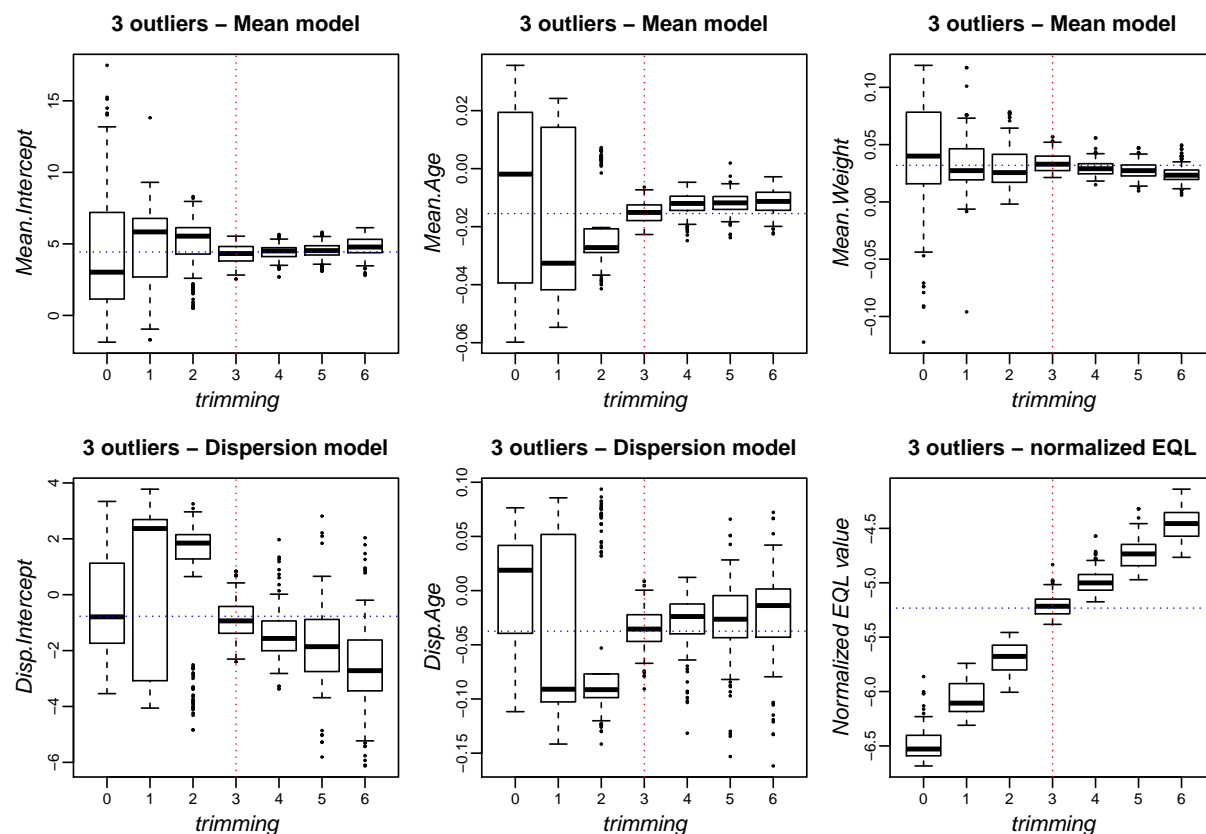 3 outliers − Mean model
3 outliers − Mean model
3 outliers − Mean model
Mean.Intercept
0 5 10 15
0 1 2 3 4 5 6
trimming
Mean.Age
−0.06 −0.04 −0.02 0.00 0.02
0 1 2 3 4 5 6
trimming
Mean.Weight
−0.10 −0.05 0.00 0.05 0.10
0 1 2 3 4 5 6
trimming
3 outliers − Dispersion model
3 outliers − Dispersion model
3 outliers − normalized EQL
Disp.Intercept
−6 −4 −2 0 2 4
0 1 2 3 4 5 6
trimming
Disp.Age
−0.15 −0.10 −0.05 0.00 0.05 0.10
0 1 2 3 4 5 6
trimming
Normalized EQL value
−6.5 −6.0 −5.5 −5.0 −4.5
0 1 2 3 4 5 6
trimming